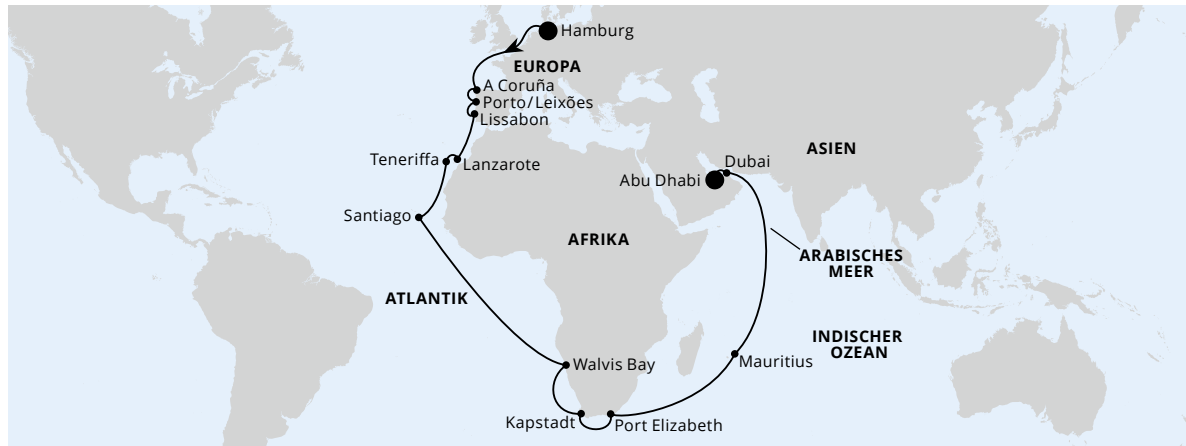 Hamburg
EUROPA
A Coruña
Porto/Leixões
Lissabon
Teneriffa
Lanzarote
ASIEN
Dubai
Abu Dhabi
Santiago
AFRIKA
ARABISCHES
MEER
ATLANTIK
INDISCHER
OZEAN
Walvis Bay
Mauritius
Kapstadt
Port Elizabeth